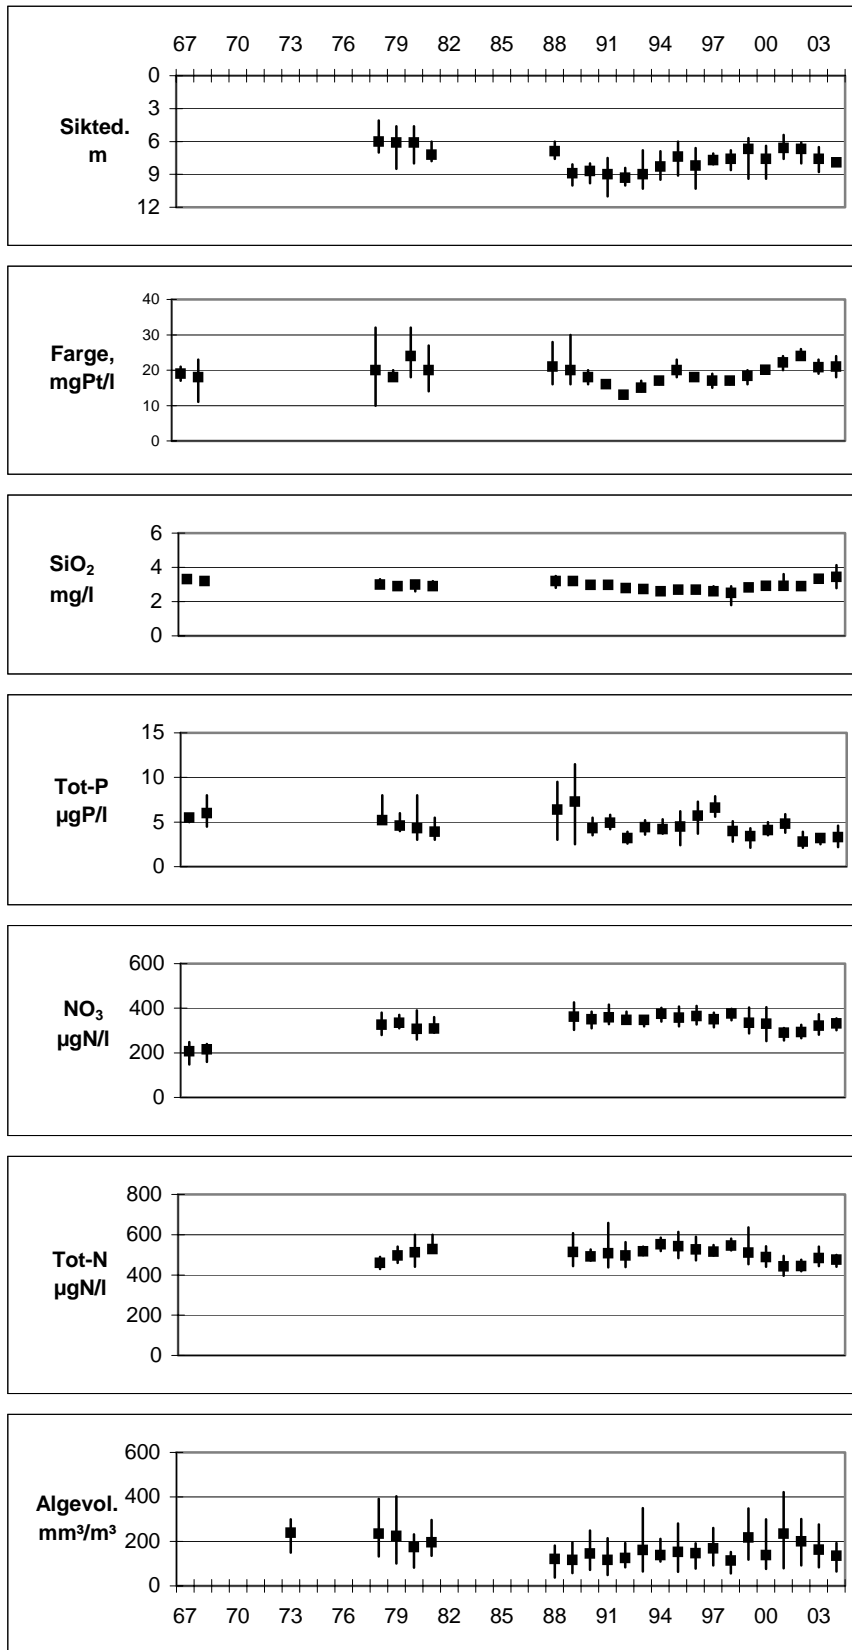 67 70 73 76 79 82 85 88 91 94 97 00 03
0
3
Sikted.
6
m
9
12
40
30
Farge,
20
mgPt/l
10
0
6
SiO₂
4
mg/l
2
0
15
Tot-P
10
µgP/l
5
0
600
NO₃
400
µgN/l
200
0
800
600
Tot-N
400
µgN/l
200
0
600
Algevol.
400
mm³/m³
200
0
67 70 73 76 79 82 85 88 91 94 97 00 03